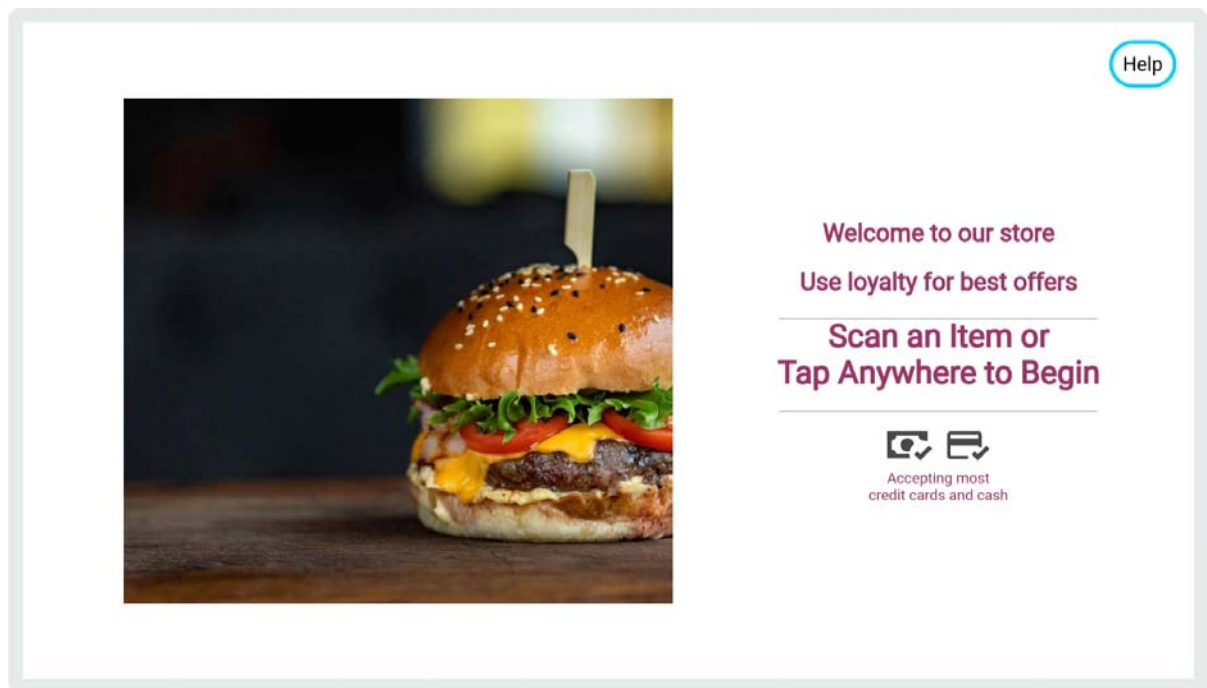 Help
Welcome to our store
Use loyalty for best offers
Scan an Item or
Tap Anywhere to Begin
Accepting most
credit cards and cash